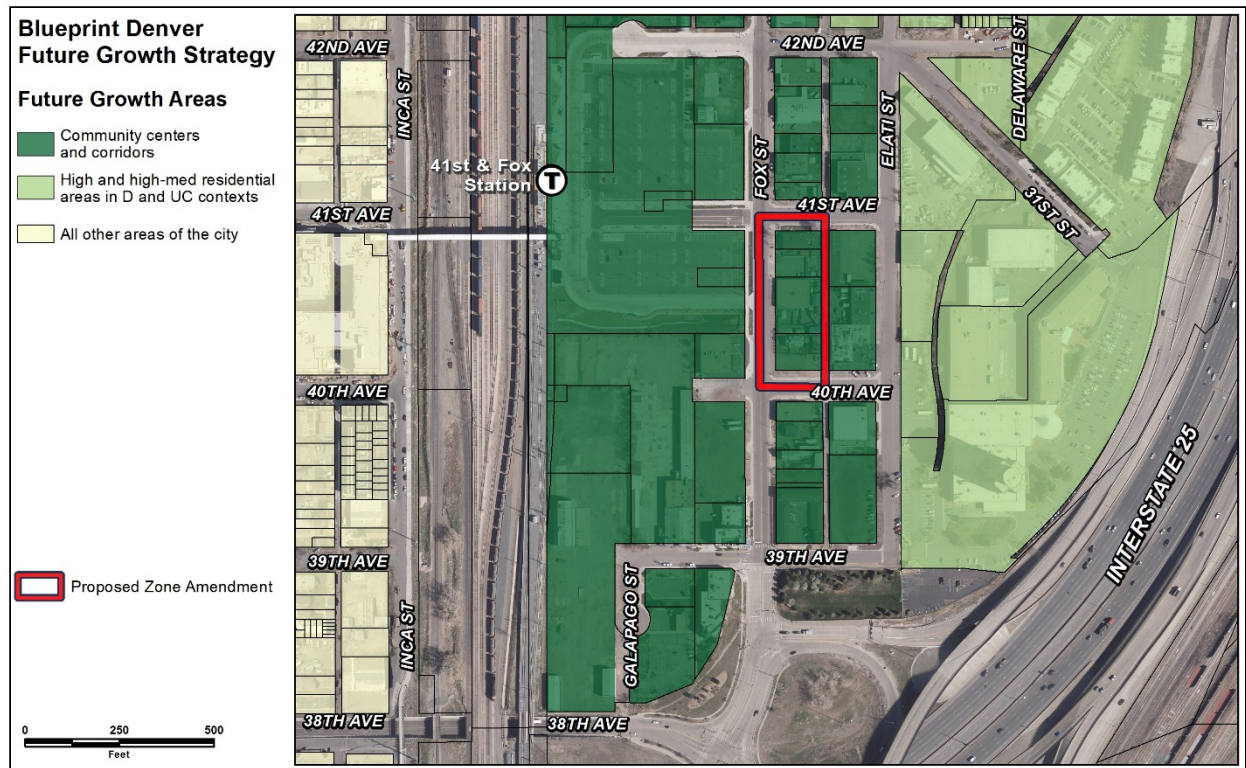 Blueprint Denver
Future Growth Strategy
Future Growth Areas
Community centers
and corridors
High and high-med residential
areas in D and UC contexts
All other areas of the city
Proposed Zone Amendment
0 250 500
Feet
42ND AVE
42ND AVE
INCA ST
DELAWARE ST
ELATI ST
FOX ST
41st & Fox
Station
T
41ST AVE
41ST AVE
31ST ST
40TH AVE
40TH AVE
INTERSTATE 25
39TH AVE
39TH AVE
INCA ST
GALAPAGO ST
38TH AVE
38TH AVE